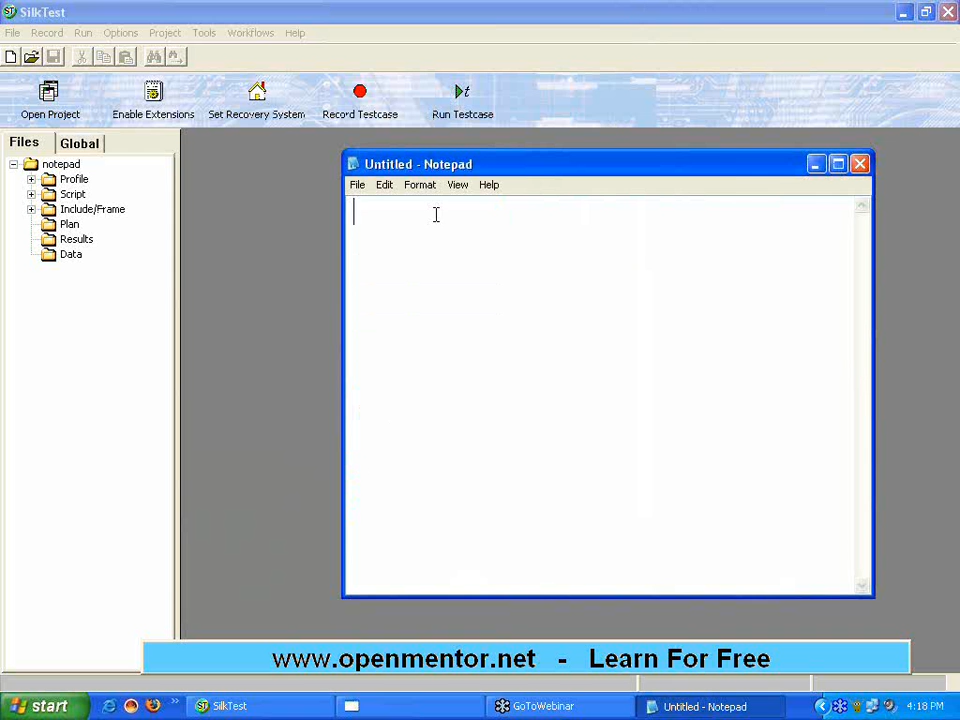 SilkTest
File Record Run Options Project Tools Workflows Help
Open Project Enable Extensions Set Recovery System Record Testcase Run Testcase
Files Global
notepad
Profile
Script
Include/Frame
Plan
Results
Data
Untitled - Notepad
File Edit Format View Help
www.openmentor.net - Learn For Free
start SilkTest GoToWebinar Untitled - Notepad 4:18 PM